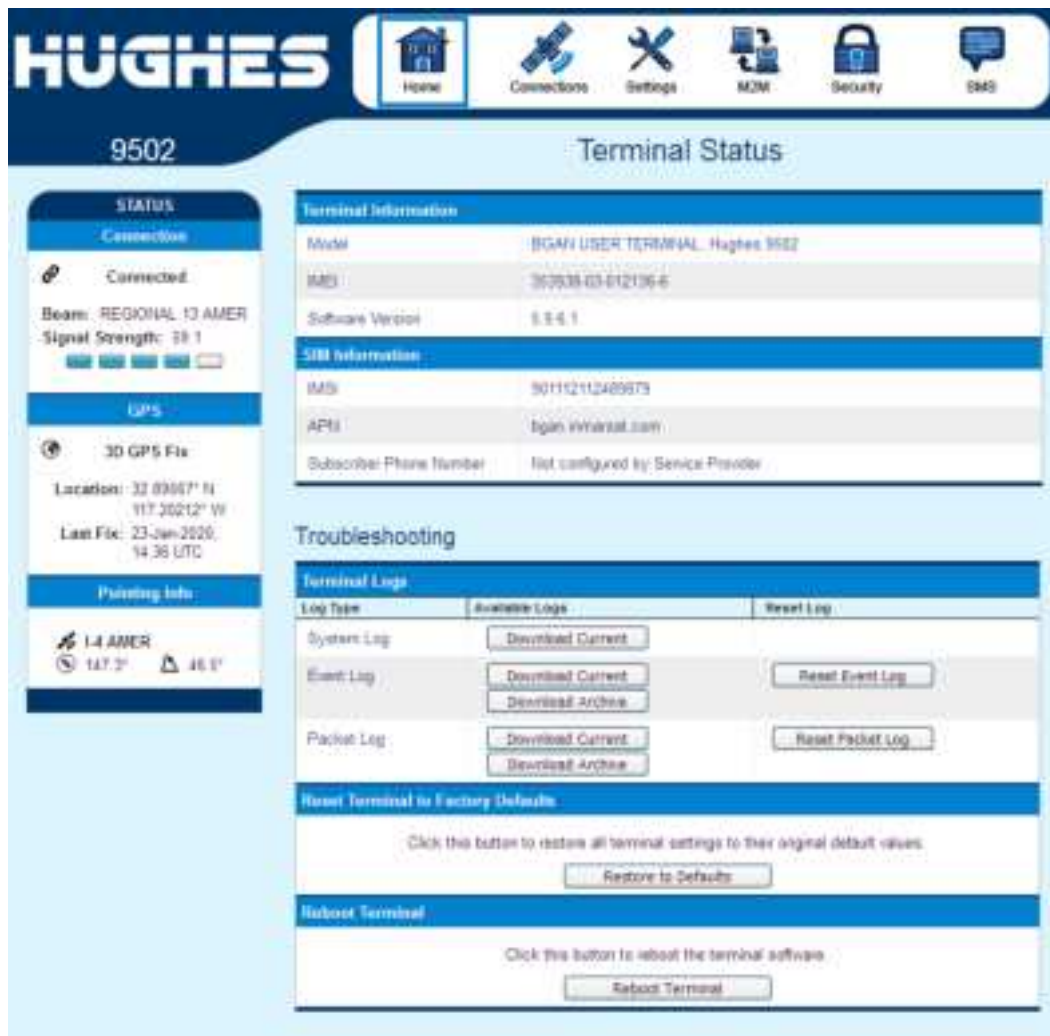 HUGHES
Home
Connections
Settings
M2M
Security
SMS
9502
Terminal Status
STATUS
Connection
Connected
Beam: REGIONAL 13 AMER
Signal Strength:
GPS
3D GPS Fix
Location: N
117.20212° W
Last Fix: 23-Jan-2020,
14:36 UTC
Pointing Info
I-4 AMER
147.3°
Terminal Information
Model BGAN USER TERMINAL, Hughes 9502
IMEI
Software Version
SIM Information
IMSI
APN bgan.inmarsat.com
Subscriber Phone Number Not configured by Service Provider
Troubleshooting
Terminal Logs
Log Type Available Logs Reset Log
System Log Download Current
Event Log Download Current Reset Event Log
Download Archive
Packet Log Download Current Reset Packet Log
Download Archive
Reset Terminal to Factory Defaults
Click this button to restore all terminal settings to their original default values.
Restore to Defaults
Reboot Terminal
Click this button to reboot the terminal software.
Reboot Terminal